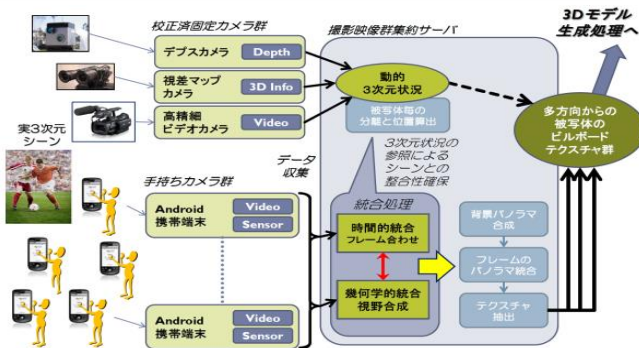 校正済固定カメラ群
デプスカメラ
Depth
視差マップ
カメラ
3D Info
高精細
ビデオカメラ
Video
実3次元
シーン
手持ちカメラ群
Android
携帯端末
Video
Sensor
Android
携帯端末
Video
Sensor
データ
収集
撮影映像群集約サーバ
動的
3次元状況
被写体毎の
分離と位置算出
3次元状況の
参照による
シーンとの
整合性確保
統合処理
時間的統合
フレーム合わせ
幾何学的統合
視野合成
背景パノラマ
合成
フレームの
パノラマ統合
テクスチャ
抽出
3Dモデル
生成処理へ
多方向からの
被写体の
ビルボード
テクスチャ群